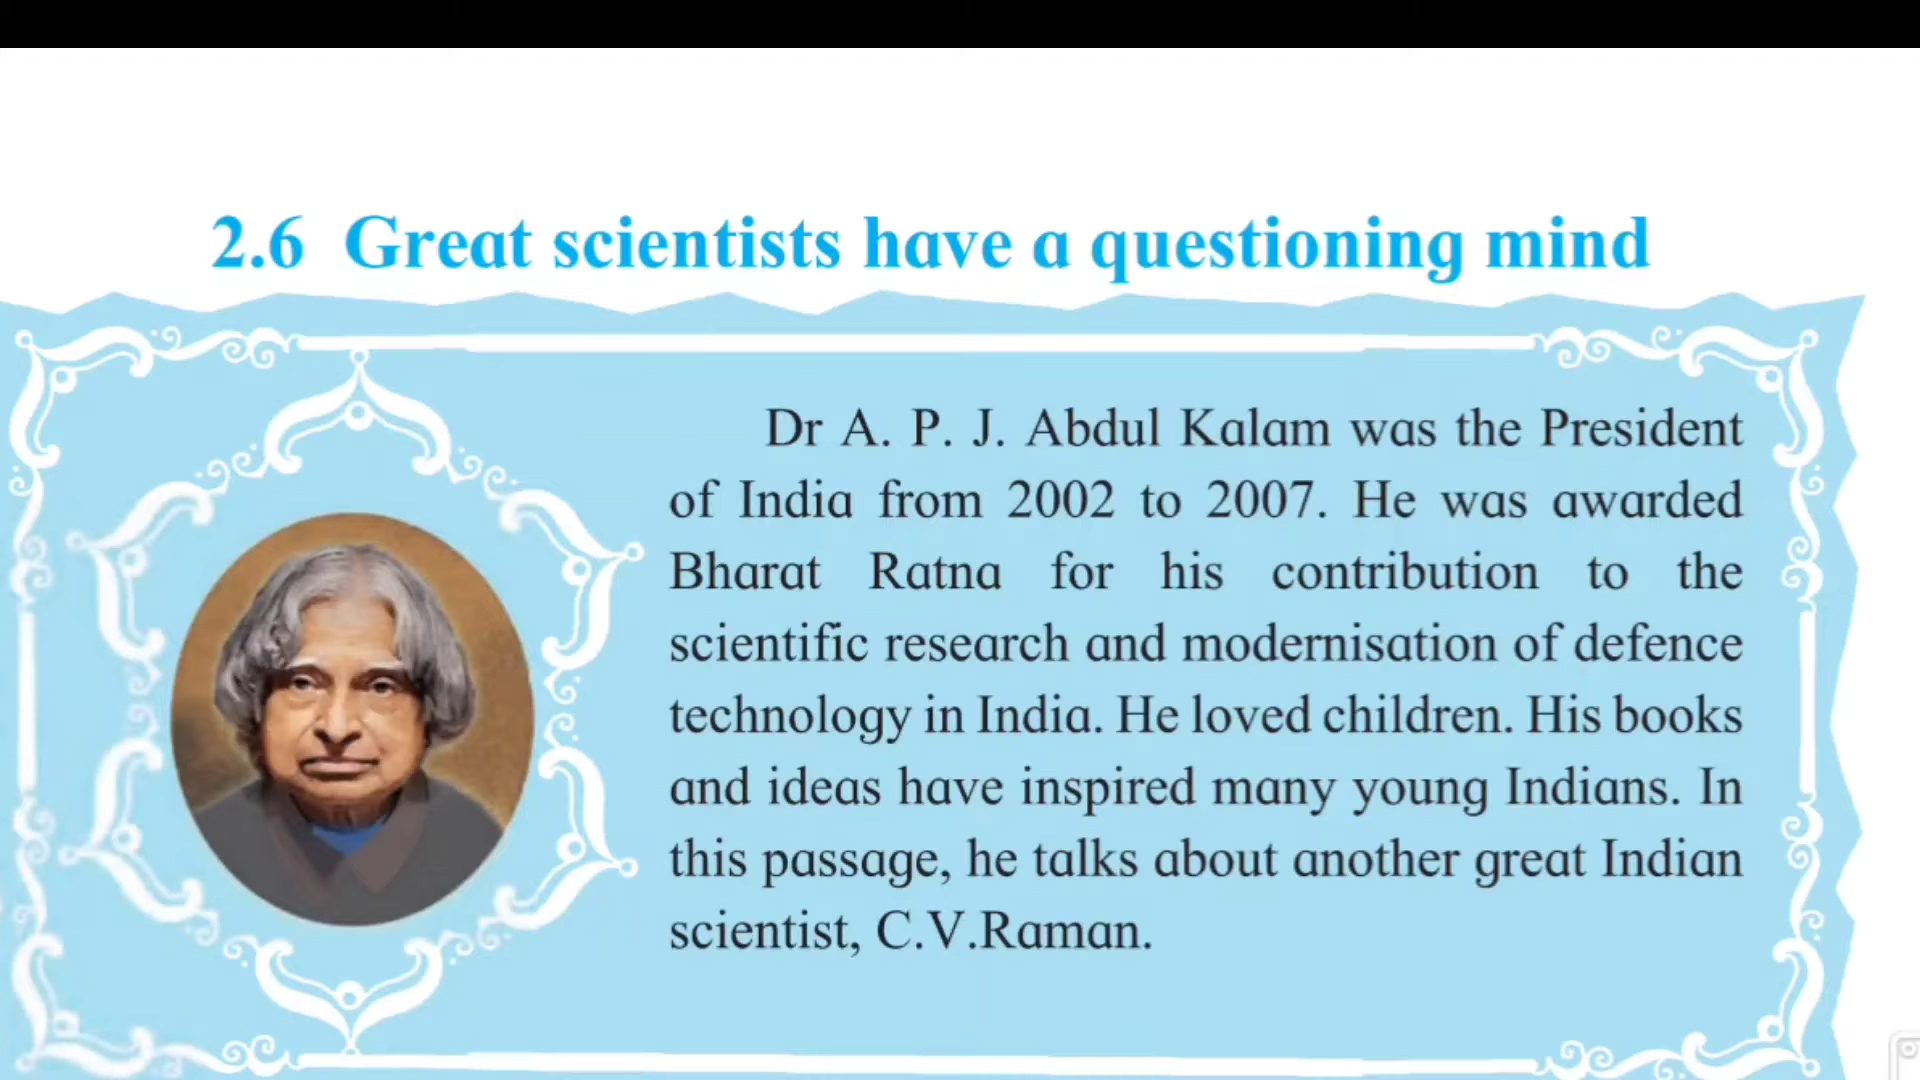 2.6 Great scientists have a questioning mind
Dr A. P. J. Abdul Kalam was the President
of India from 2002 to 2007. He was awarded
Bharat Ratna for his contribution to the
scientific research and modernisation of defence
technology in India. He loved children. His books
and ideas have inspired many young Indians. In
this passage, he talks about another great Indian
scientist, C.V.Raman.